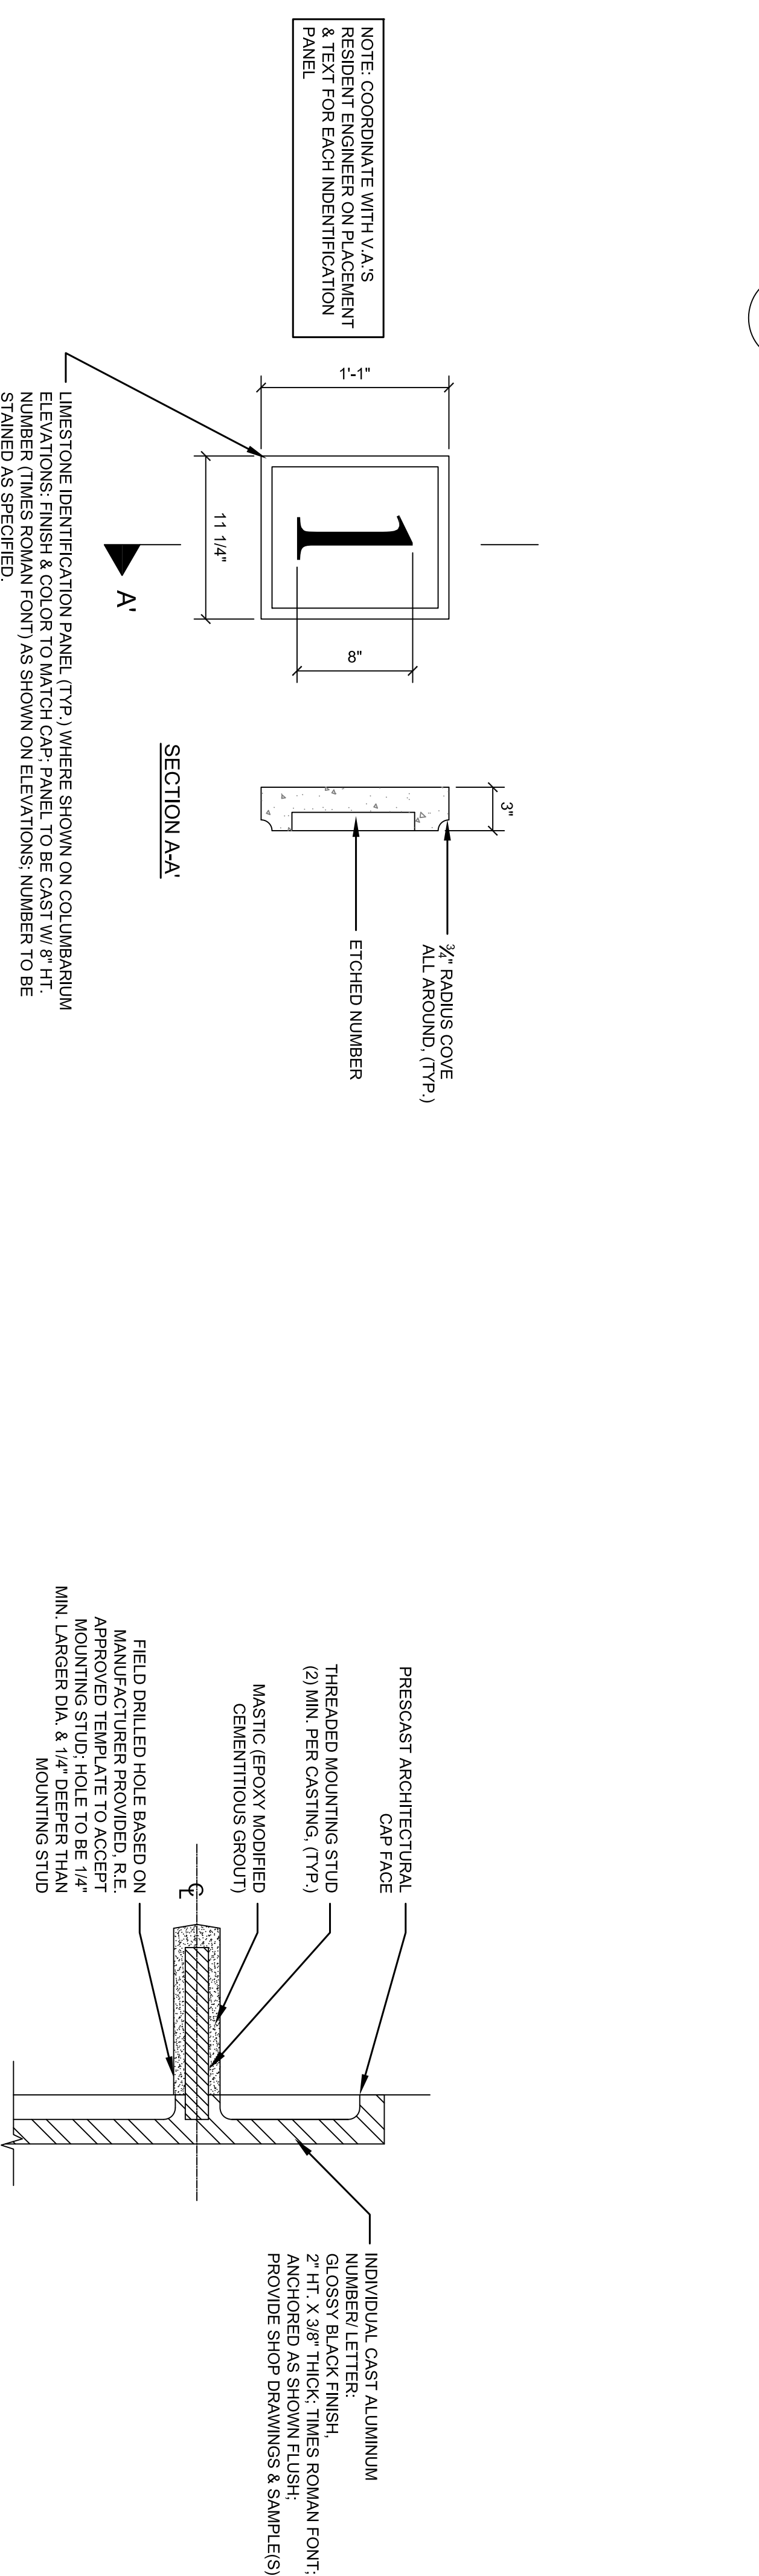 NOTE: COORDINATE WITH V.A.'S
RESIDENT ENGINEER ON PLACEMENT
& TEXT FOR EACH INDENTIFICATION
PANEL
1'-1"
11 1/4"
1
8"
A'
3"
3/4" RADIUS COVE
ALL AROUND, (TYP.)
ETCHED NUMBER
SECTION A-A'
LIMESTONE IDENTIFICATION PANEL (TYP.) WHERE SHOWN ON COLUMBARIUM
ELEVATIONS: FINISH & COLOR TO MATCH CAP; PANEL TO BE CAST W/ 8" HT.
NUMBER (TIMES ROMAN FONT) AS SHOWN ON ELEVATIONS; NUMBER TO BE
STAINED AS SPECIFIED.
PRESCAST ARCHITECTURAL
CAP FACE
THREADED MOUNTING STUD
(2) MIN. PER CASTING, (TYP.)
MASTIC (EPOXY MODIFIED
CEMENTITIOUS GROUT)
FIELD DRILLED HOLE BASED ON
MANUFACTURER PROVIDED, R.E.
APPROVED TEMPLATE TO ACCEPT
MOUNTING STUD; HOLE TO BE 1/4"
MIN. LARGER DIA. & 1/4" DEEPER THAN
MOUNTING STUD
CL
INDIVIDUAL CAST ALUMINUM
NUMBER/ LETTER:
GLOSSY BLACK FINISH,
2" HT. X 3/8" THICK; TIMES ROMAN FONT;
ANCHORED AS SHOWN FLUSH;
PROVIDE SHOP DRAWINGS & SAMPLE(S)